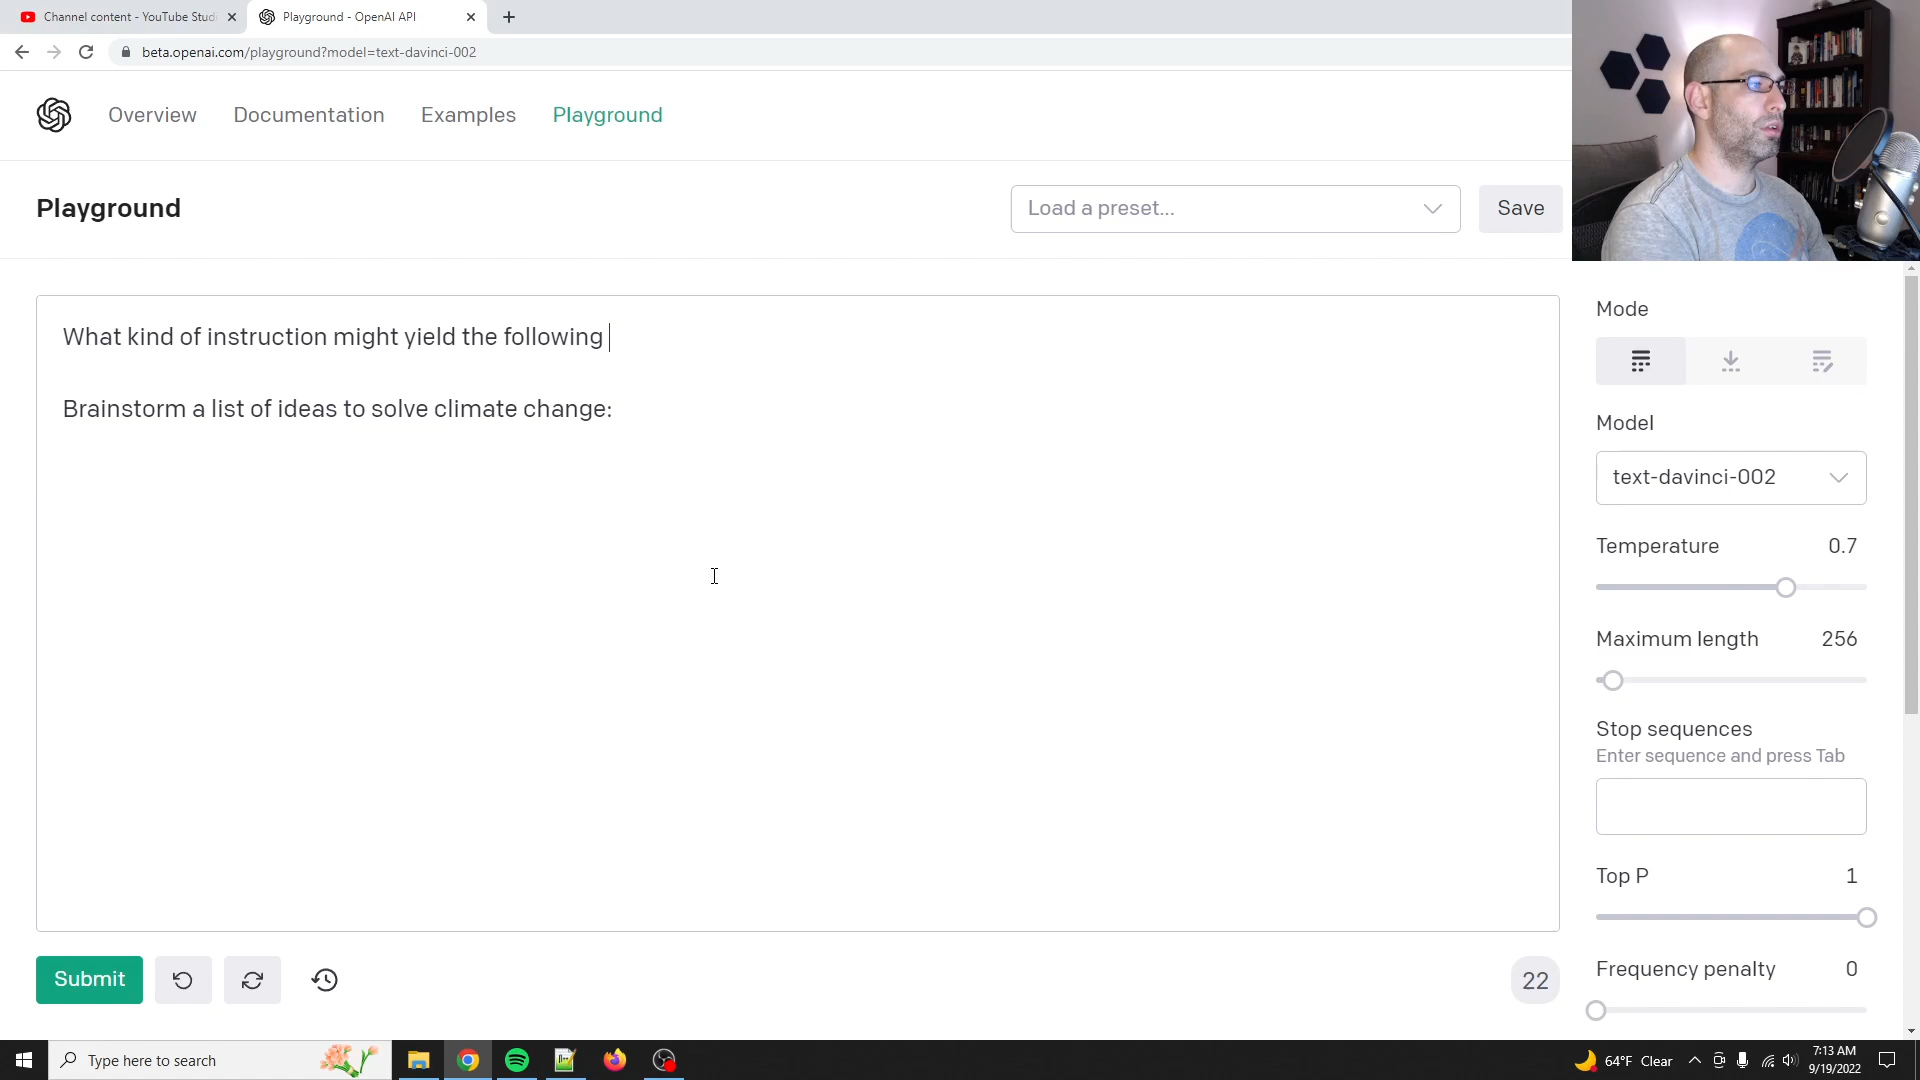 Channel content - YouTube Studi
Playground - OpenAI API
beta.openai.com/playground?model=text-davinci-002
Overview
Documentation
Examples
Playground
Playground
Load a preset...
Save
What kind of instruction might yield the following
Brainstorm a list of ideas to solve climate change:
Mode
Model
text-davinci-002
Temperature 0.7
Maximum length 256
Stop sequences
Enter sequence and press Tab
Top P 1
Frequency penalty 0
Submit
22
Type here to search
64°F Clear
7:13 AM
9/19/2022